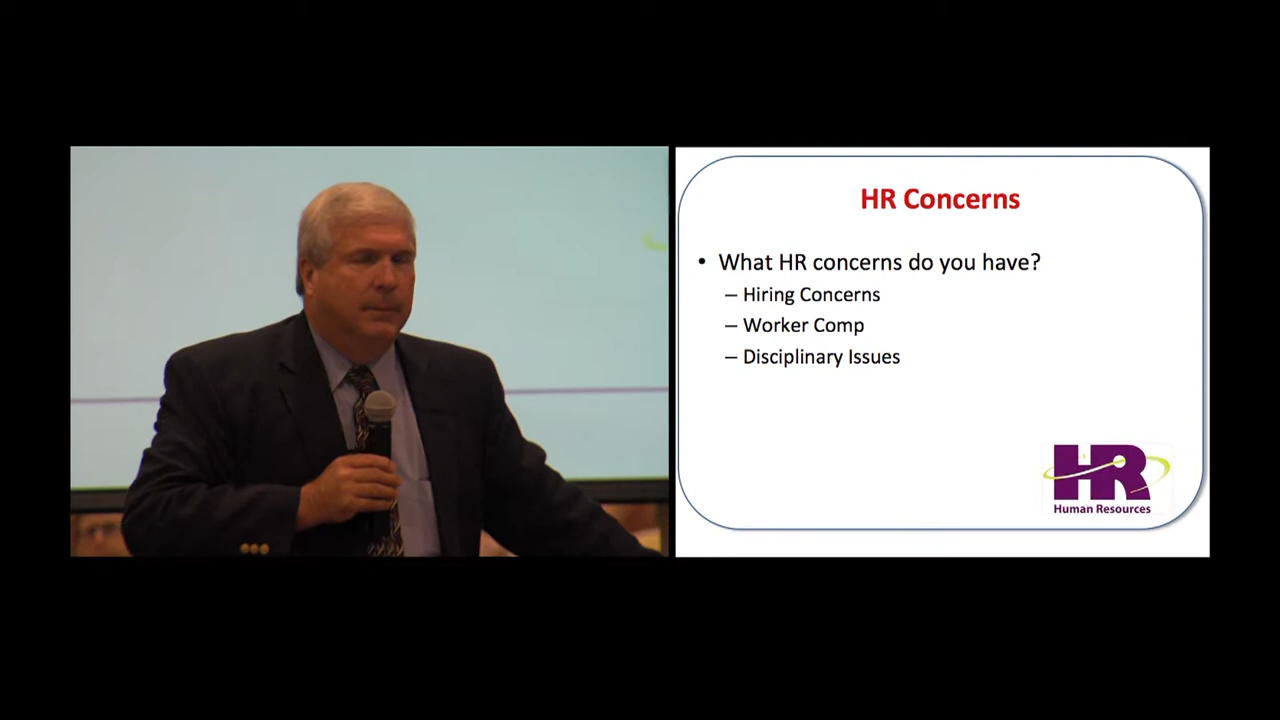 HR Concerns
• What HR concerns do you have?
– Hiring Concerns
– Worker Comp
– Disciplinary Issues
HR
Human Resources